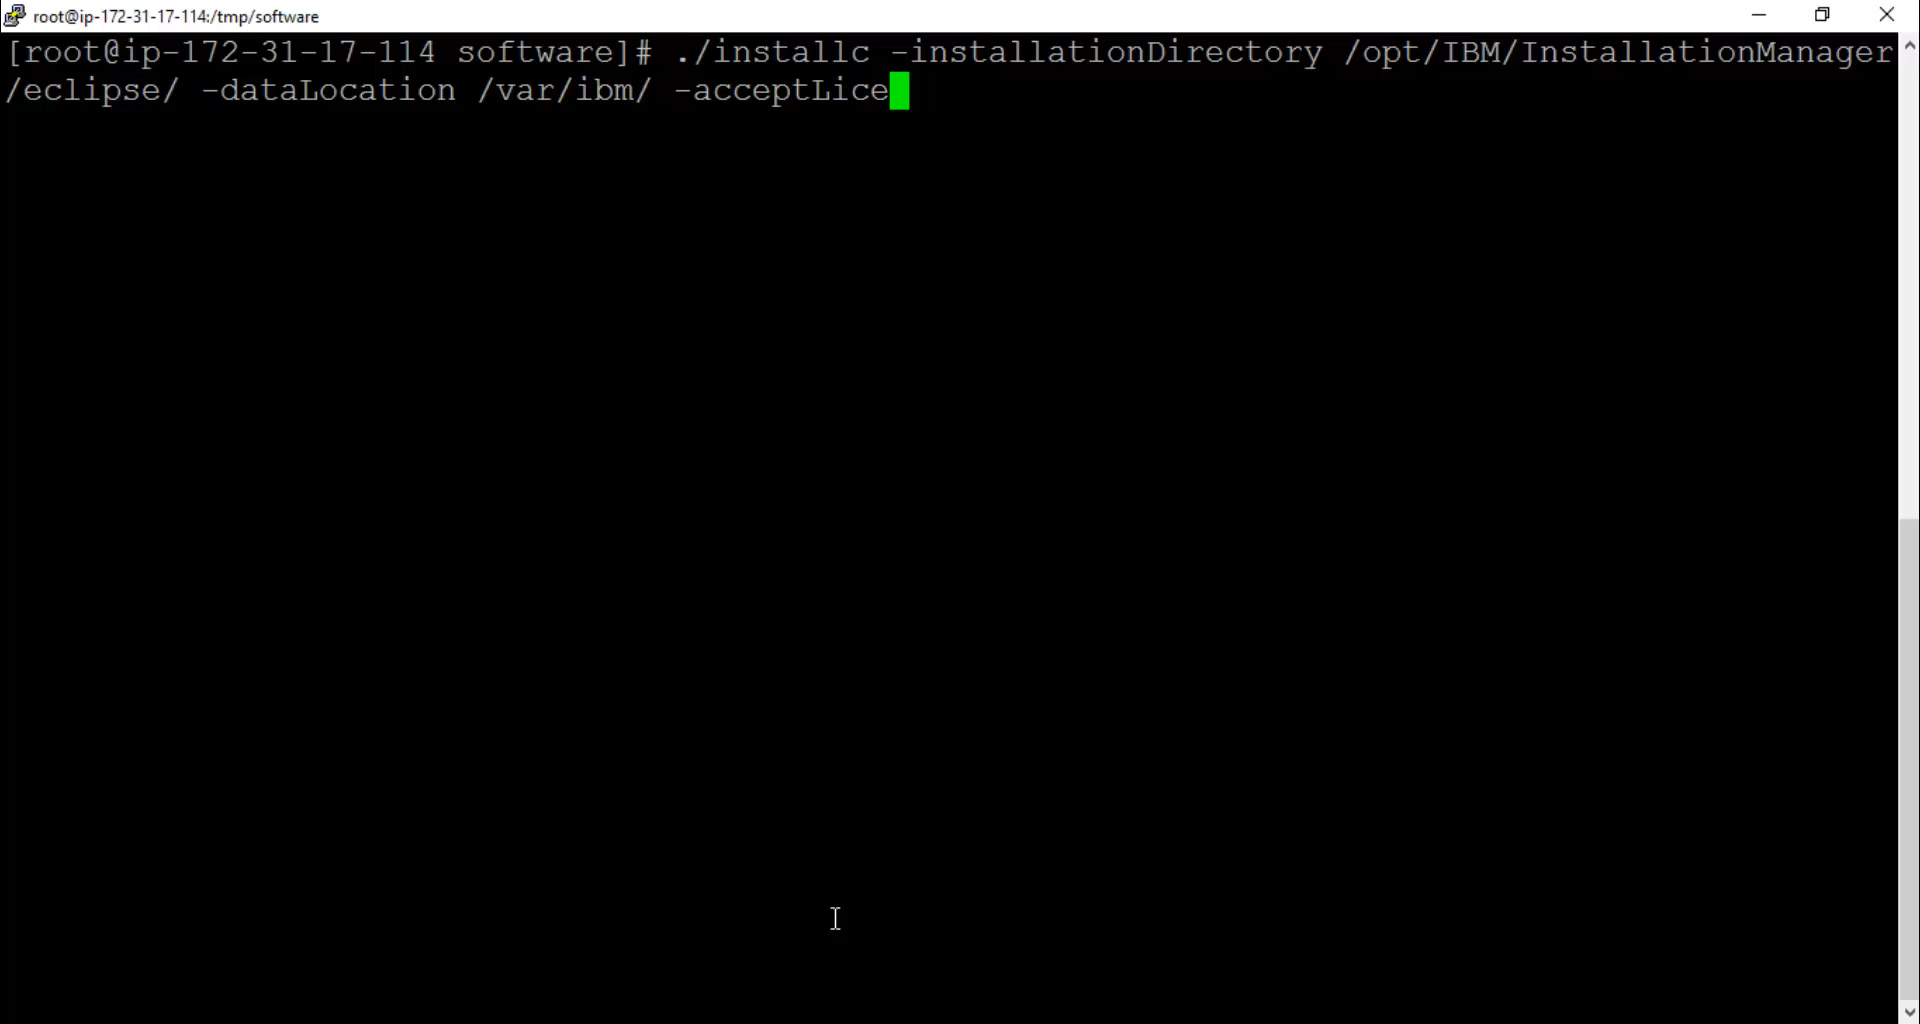 root@ip-172-31-17-114:/tmp/software
[root@ip-172-31-17-114 software]# ./installc -installationDirectory /opt/IBM/InstallationManager
/eclipse/ -dataLocation /var/ibm/ -acceptLice